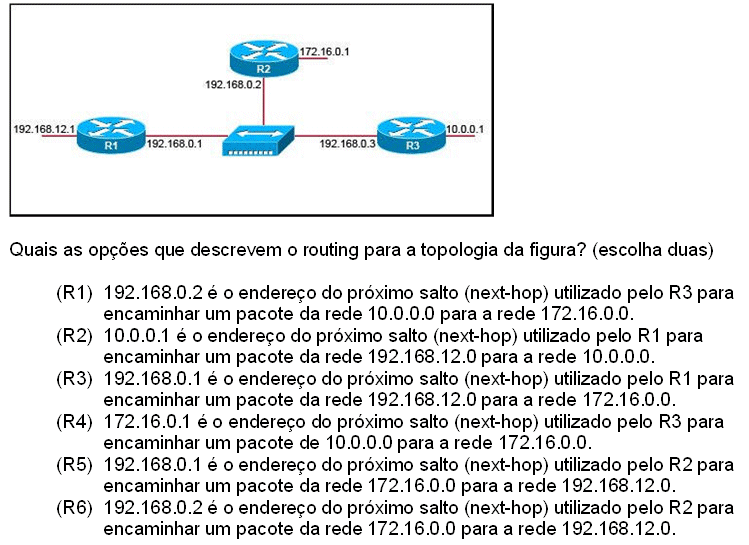 172.16.0.1
R2
192.168.0.2
192.168.12.1
R1
192.168.0.1
192.168.0.3
R3
10.0.0.1
Quais as opções que descrevem o routing para a topologia da figura? (escolha duas)
(R1) 192.168.0.2 é o endereço do próximo salto (next-hop) utilizado pelo R3 para
encaminhar um pacote da rede 10.0.0.0 para a rede 172.16.0.0.
(R2) 10.0.0.1 é o endereço do próximo salto (next-hop) utilizado pelo R1 para
encaminhar um pacote da rede 192.168.12.0 para a rede 10.0.0.0.
(R3) 192.168.0.1 é o endereço do próximo salto (next-hop) utilizado pelo R1 para
encaminhar um pacote da rede 192.168.12.0 para a rede 172.16.0.0.
(R4) 172.16.0.1 é o endereço do próximo salto (next-hop) utilizado pelo R3 para
encaminhar um pacote de 10.0.0.0 para a rede 172.16.0.0.
(R5) 192.168.0.1 é o endereço do próximo salto (next-hop) utilizado pelo R2 para
encaminhar um pacote da rede 172.16.0.0 para a rede 192.168.12.0.
(R6) 192.168.0.2 é o endereço do próximo salto (next-hop) utilizado pelo R2 para
encaminhar um pacote da rede 172.16.0.0 para a rede 192.168.12.0.